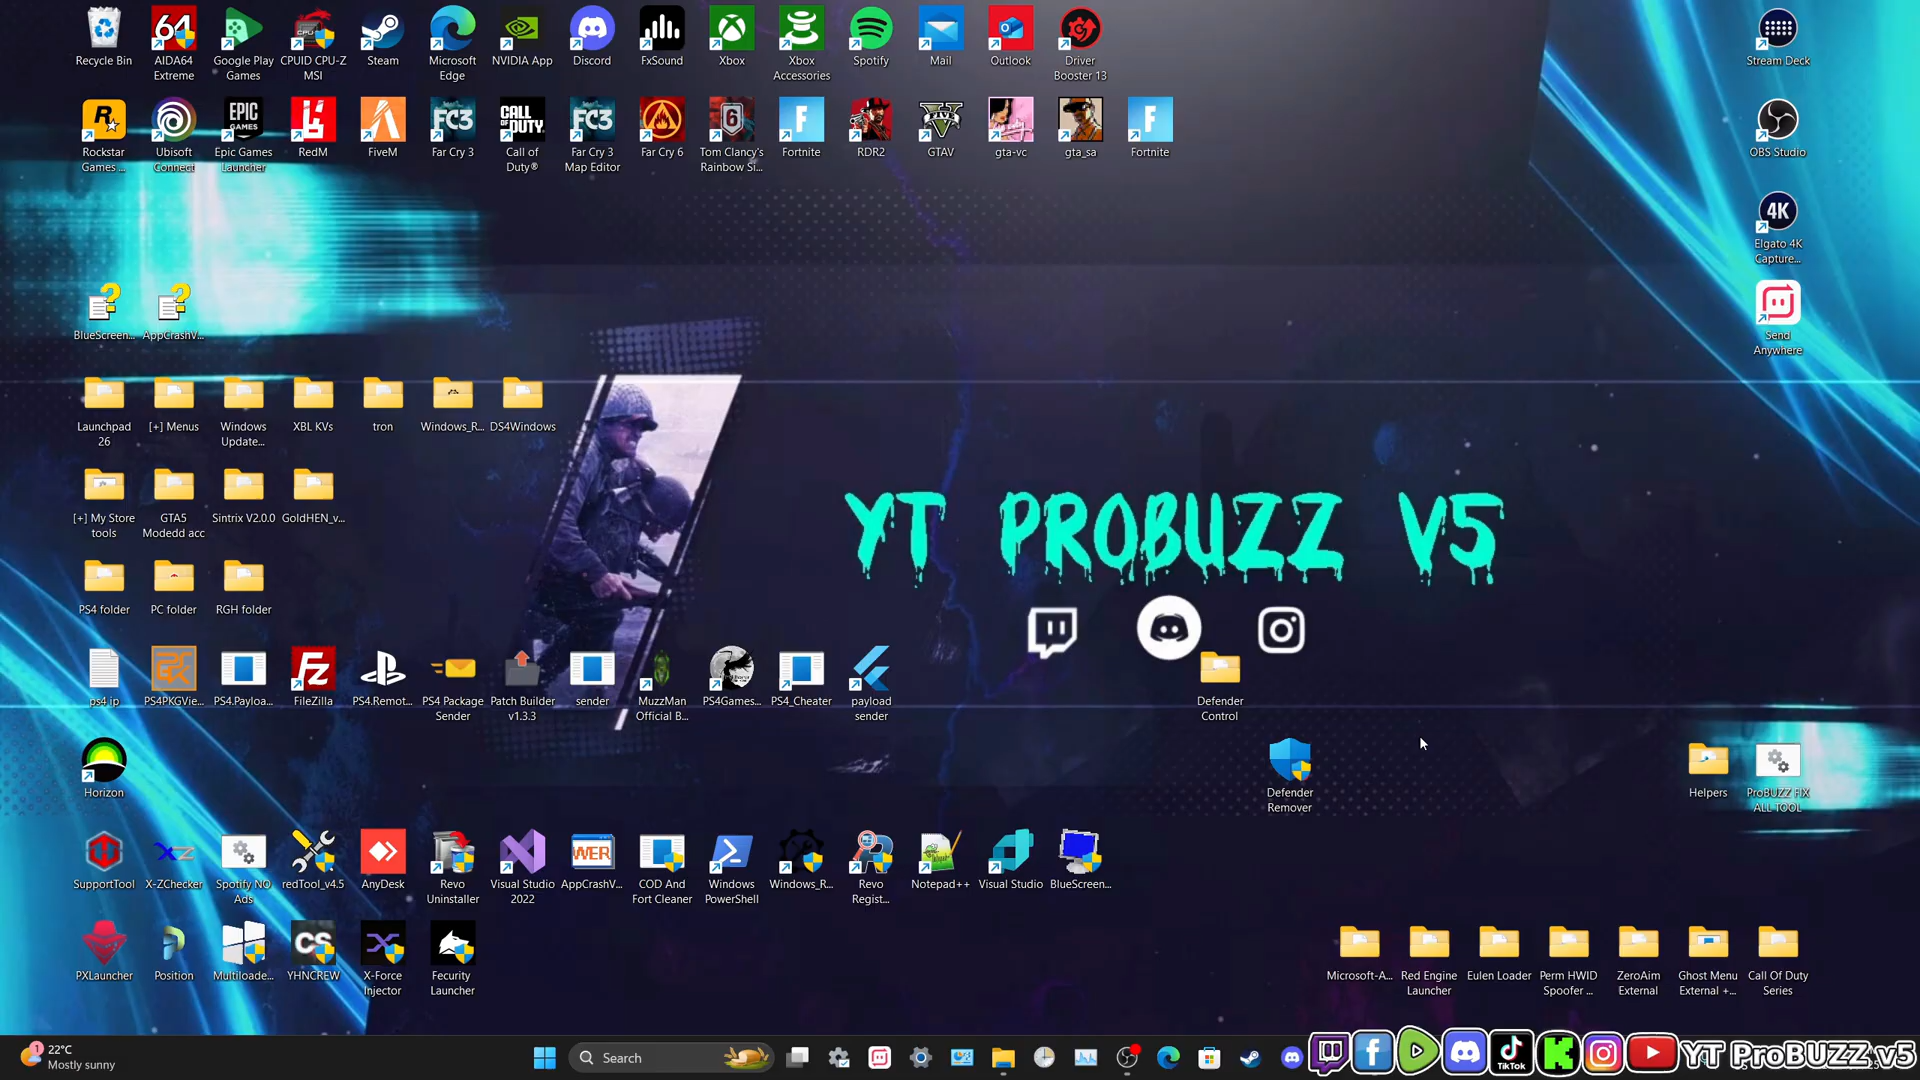 Recycle Bin
AIDA64 Extreme
Google Play Games
CPUID CPU-Z MSI
Steam
Microsoft Edge
NVIDIA App
Discord
FxSound
Xbox
Xbox Accessories
Spotify
Mail
Outlook
Driver Booster 13
Stream Deck
Rockstar Games ...
Ubisoft Connect
Epic Games Launcher
RedM
FiveM
Far Cry 3
Call of Duty®
Far Cry 3 Map Editor
Far Cry 6
Tom Clancy's Rainbow Si...
Fortnite
RDR2
GTAV
gta-vc
gta_sa
Fortnite
OBS Studio
4K
Elgato 4K Capture...
Send Anywhere
BlueScreen...
AppCrashV...
Launchpad 26
[+] Menus
Windows Update...
XBL KVs
tron
Windows_R...
DS4Windows
[+] My Store tools
GTA5 Modedd acc
Sintrix V2.0.0
GoldHEN_v...
YT PROBUZZ V5
PS4 folder
PC folder
RGH folder
ps4 ip
PS4PKGVie...
PS4.Payloa...
FileZilla
PS4.Remot...
PS4 Package Sender
Patch Builder v1.3.3
sender
MuzzMan Official B...
PS4Games...
PS4_Cheater
payload sender
Defender Control
Horizon
Defender Remover
Helpers
ProBUZZ FIX ALL TOOL
SupportTool
X-ZChecker
Spotify NO Ads
redTool_v4.5
AnyDesk
Revo Uninstaller
Visual Studio 2022
AppCrashV...
COD And Fort Cleaner
Windows PowerShell
Windows_R...
Revo Regist...
Notepad++
Visual Studio
BlueScreen...
PXLauncher
Position
Multiloade...
YHNCREW
X-Force Injector
Fecurity Launcher
Microsoft-A...
Red Engine Launcher
Eulen Loader
Perm HWID Spoofer ...
ZeroAim External
Ghost Menu External +...
Call Of Duty Series
1
22°C
Mostly sunny
Search
TikTok
YT ProBUZZ v5